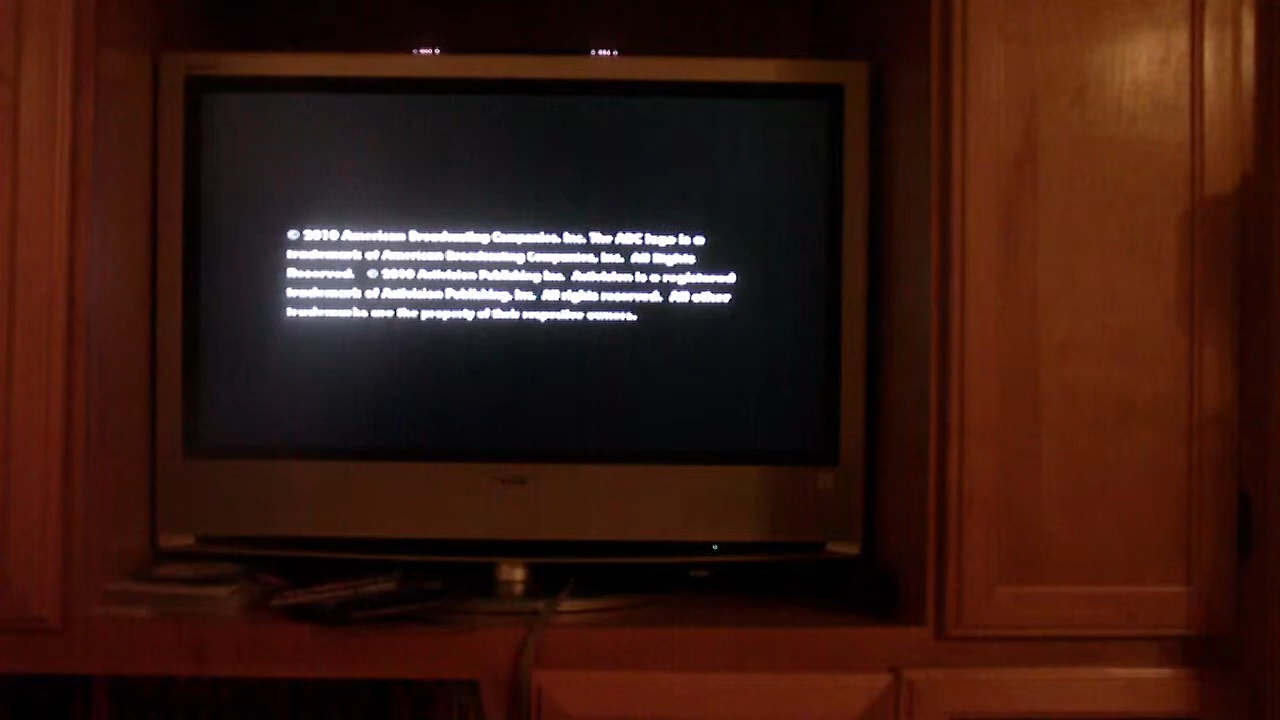 © 2010 American Broadcasting Companies, Inc. The ABC logo is a
trademark of American Broadcasting Companies, Inc. All Rights
Reserved. © 2010 Activision Publishing Inc. Activision is a registered
trademark of Activision Publishing, Inc. All rights reserved. All other
trademarks are the property of their respective owners.